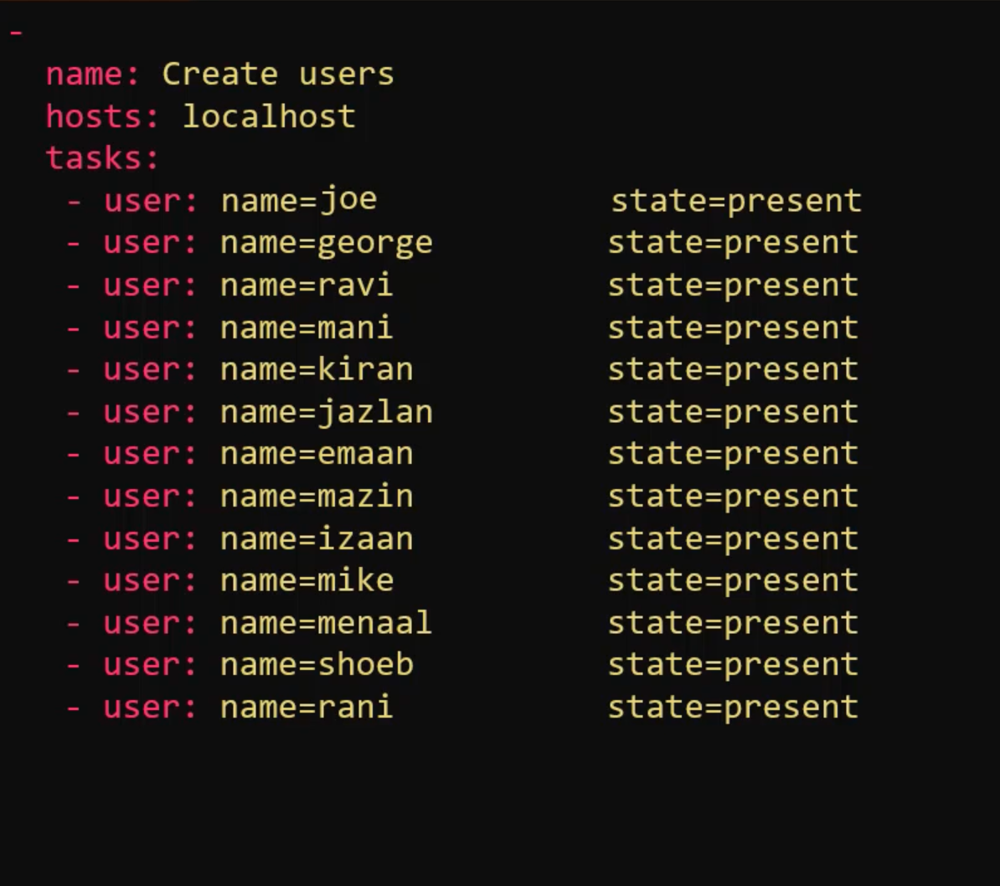 -
name: Create users
hosts: localhost
tasks:
- user: name=joe state=present
- user: name=george state=present
- user: name=ravi state=present
- user: name=mani state=present
- user: name=kiran state=present
- user: name=jazlan state=present
- user: name=emaan state=present
- user: name=mazin state=present
- user: name=izaan state=present
- user: name=mike state=present
- user: name=menaal state=present
- user: name=shoeb state=present
- user: name=rani state=present